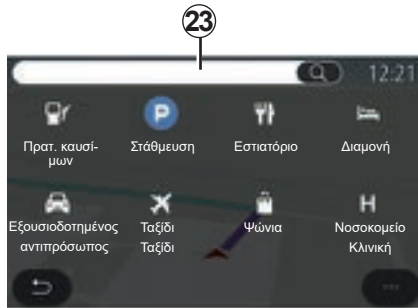 23
12:21
P
Πρατ. καυσί-
μων
Στάθμευση
Εστιατόριο
Διαμονή
Εξουσιοδοτημένος
αντιπρόσωπος
Ταξίδι
Ταξίδι
Ψώνια
H
Νοσοκομείο
Κλινική